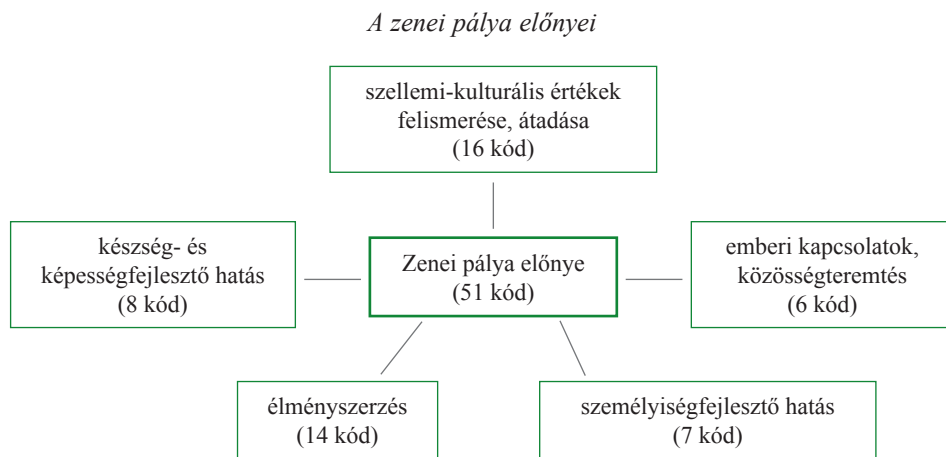 A zenei pálya előnyei
szellemi-kulturális értékek
felismerése, átadása
(16 kód)
készség- és
képességfejlesztő hatás
(8 kód)
Zenei pálya előnye
(51 kód)
emberi kapcsolatok,
közösségteremtés
(6 kód)
élményszerzés
(14 kód)
személyiségfejlesztő hatás
(7 kód)